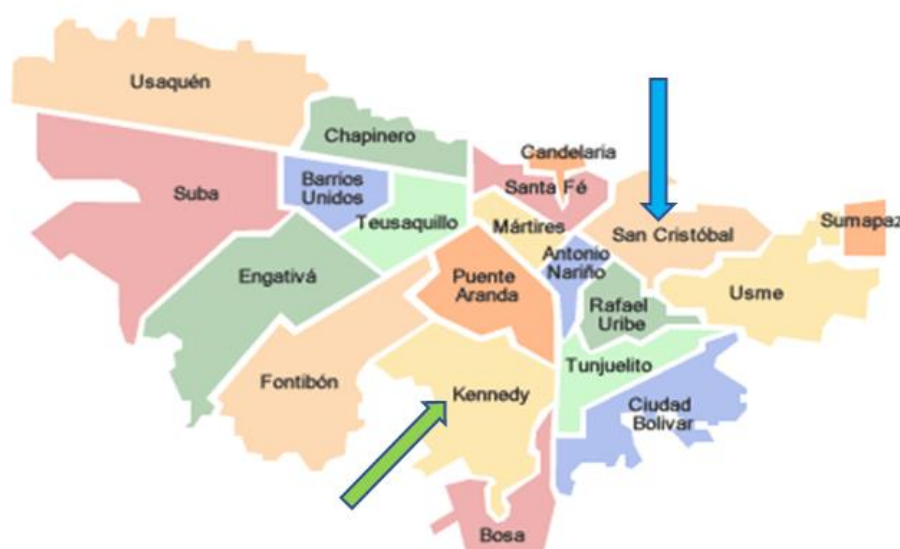 Usaquén
Chapinero
Candelaria
Suba
Barrios
Unidos
Santa Fé
Teusaquillo
Mártires
San Cristóbal
Sumapaz
Antonio
Nariño
Engativá
Puente
Aranda
Usme
Rafael
Uribe
Fontibón
Tunjuelito
Kennedy
Ciudad
Bolivar
Bosa